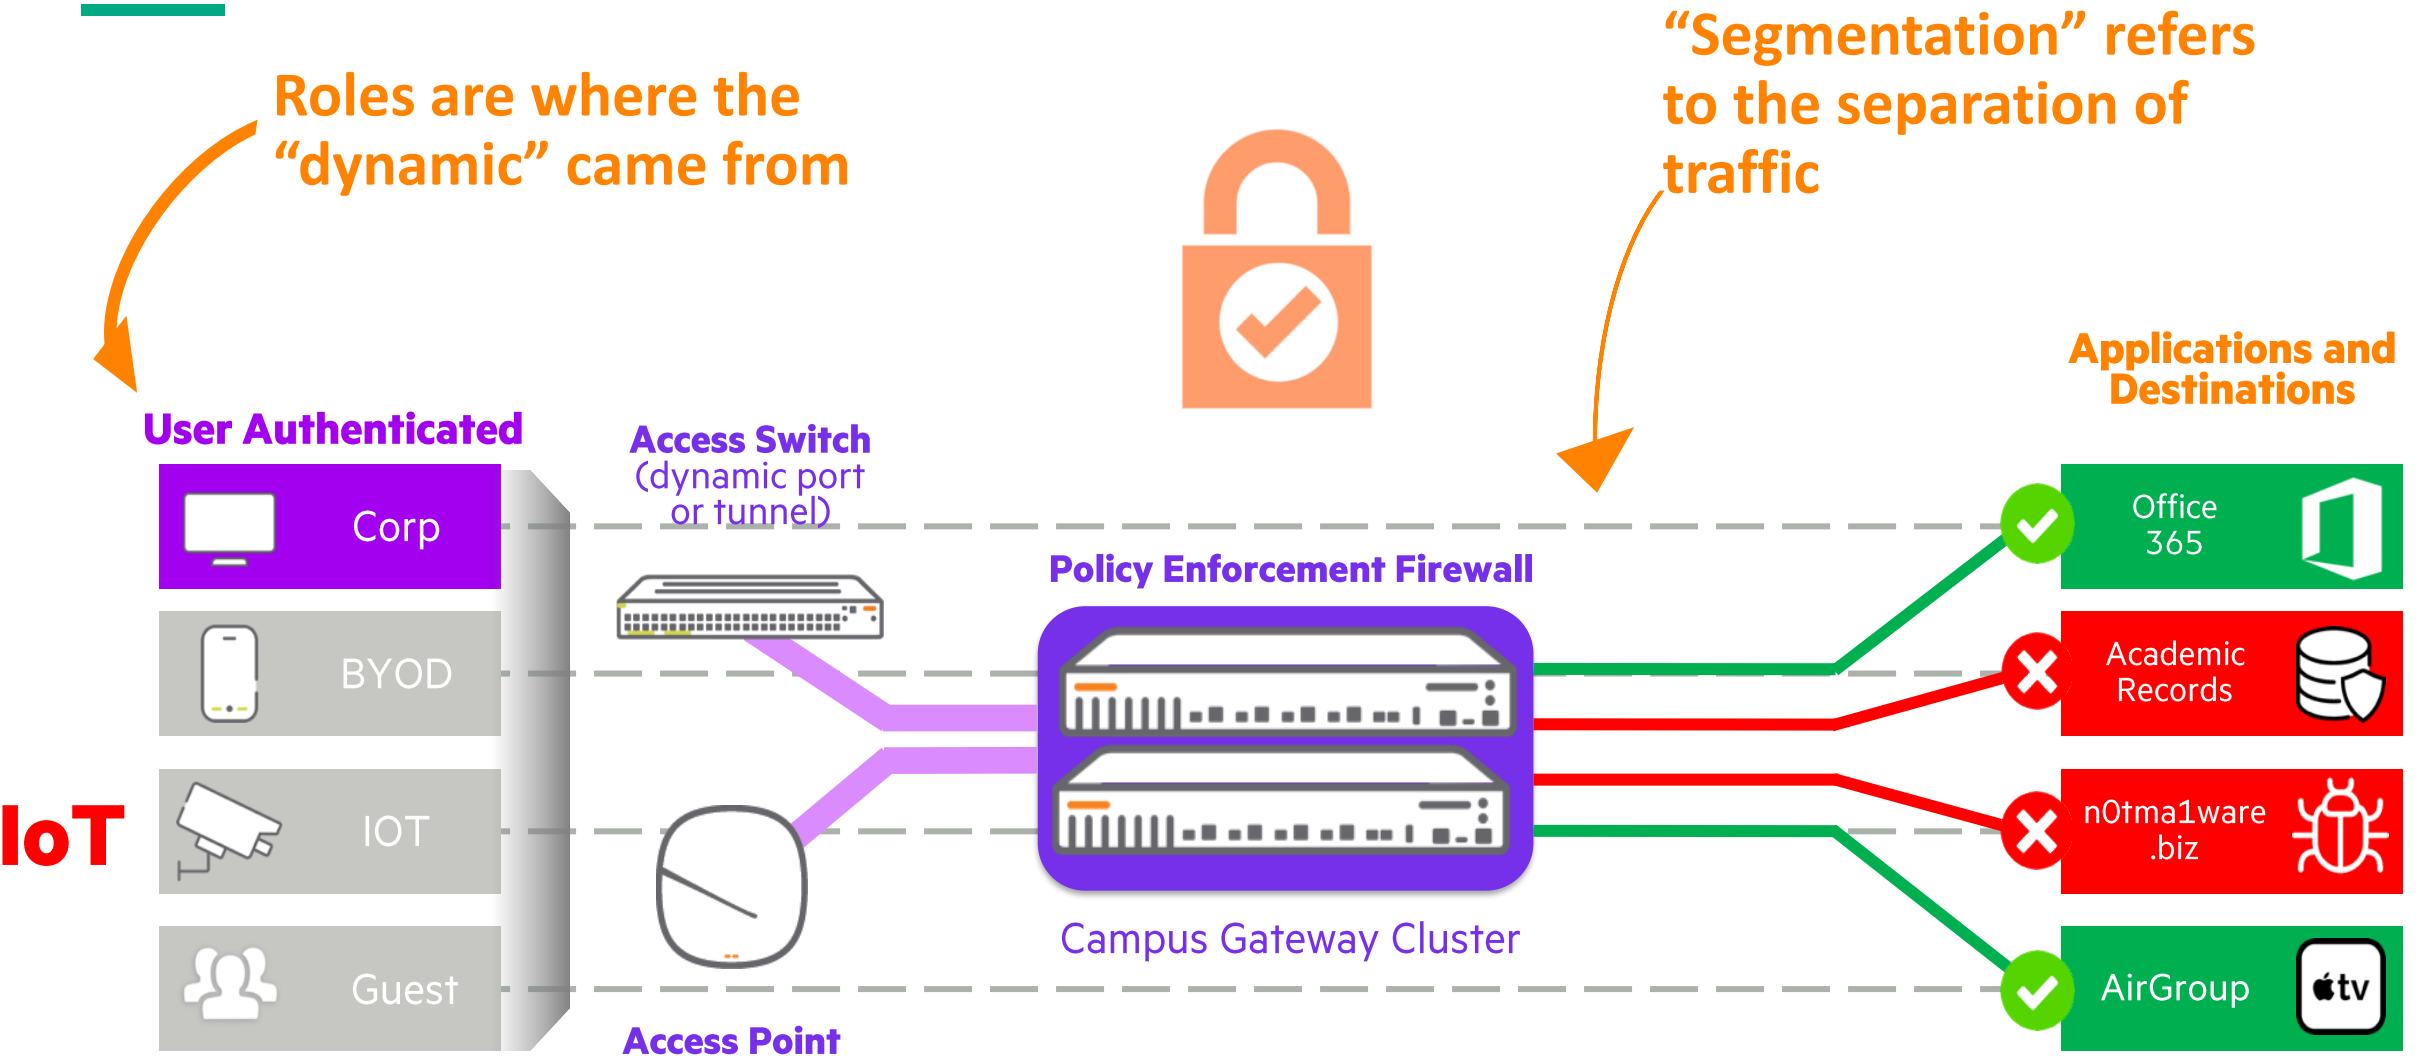 Roles are where the
“dynamic” came from
“Segmentation” refers
to the separation of
traffic
Applications and
Destinations
User Authenticated
Access Switch
(dynamic port
or tunnel)
Corp
BYOD
IoT
IOT
Guest
Access Point
Policy Enforcement Firewall
Campus Gateway Cluster
Office
365
Academic
Records
n0tma1ware
.biz
AirGroup
tv